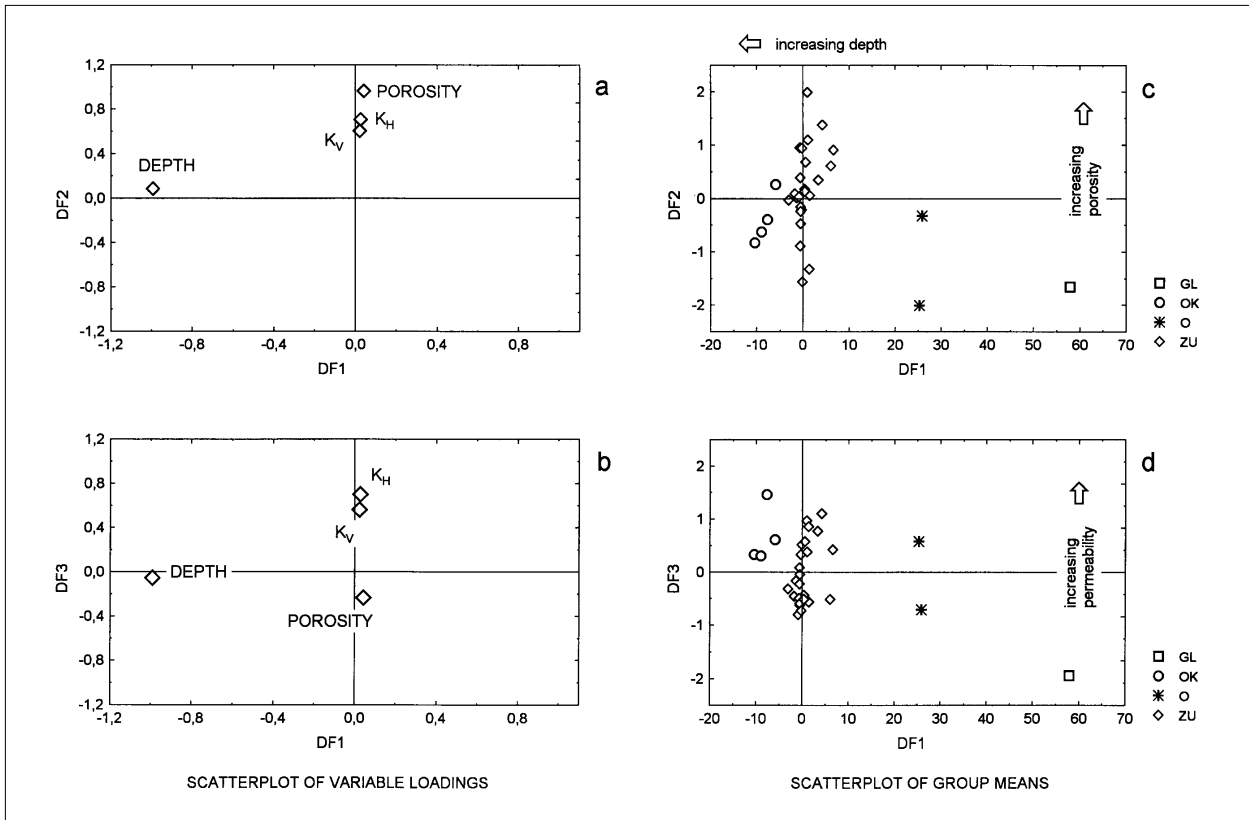 a
1,2
0,8
0,4
0,0
-0,4
-0,8
-1,2
DF2
POROSITY
KH
KV
DEPTH
-1,2
-0,8
-0,4
0,0
0,4
0,8
DF1
increasing depth
c
2
1
0
-1
-2
DF2
increasing
porosity
GL
OK
O
ZU
-20
-10
0
10
20
30
40
50
60
70
DF1
b
1,2
0,8
0,4
0,0
-0,4
-0,8
-1,2
DF3
KH
KV
DEPTH
POROSITY
-1,2
-0,8
-0,4
0,0
0,4
0,8
DF1
d
2
1
0
-1
-2
DF3
increasing
permeability
GL
OK
O
ZU
-20
-10
0
10
20
30
40
50
60
70
DF1
SCATTERPLOT OF VARIABLE LOADINGS
SCATTERPLOT OF GROUP MEANS